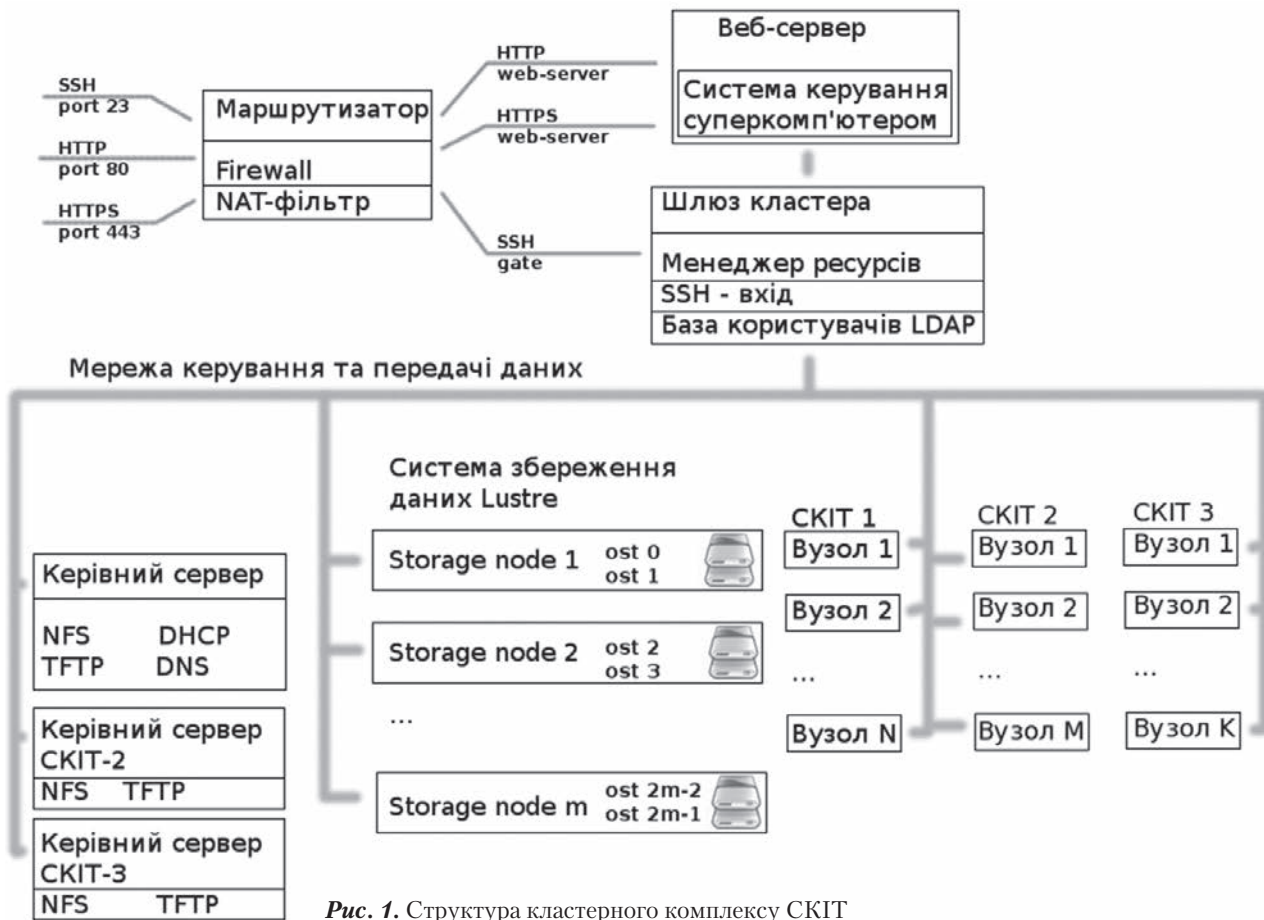 SSH
port 23
HTTP
port 80
HTTPS
port 443
Маршрутизатор
Firewall
NAT-фільтр
HTTP
web-server
HTTPS
web-server
SSH
gate
Веб-сервер
Система керування
суперкомп'ютером
Шлюз кластера
Менеджер ресурсів
SSH - вхід
База користувачів LDAP
Мережа керування та передачі даних
Керівний сервер
NFS DHCP
TFTP DNS
Керівний сервер
СКІТ-2
NFS TFTP
Керівний сервер
СКІТ-3
NFS TFTP
Система збереження
даних Lustre
Storage node 1
ost 0
ost 1
Storage node 2
ost 2
ost 3
...
Storage node m
ost 2m-2
ost 2m-1
СКІТ 1
Вузол 1
Вузол 2
...
Вузол N
СКІТ 2
Вузол 1
Вузол 2
...
Вузол M
СКІТ 3
Вузол 1
Вузол 2
...
Вузол K
Рис. 1. Структура кластерного комплексу СКІТ